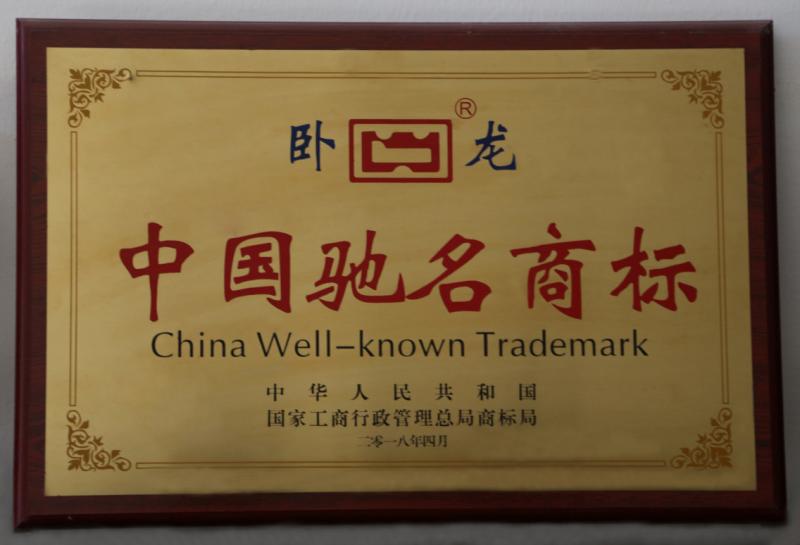 卧龙®
中国驰名商标
China Well-known Trademark
中华人民共和国
国家工商行政管理总局商标局
二零一八年四月